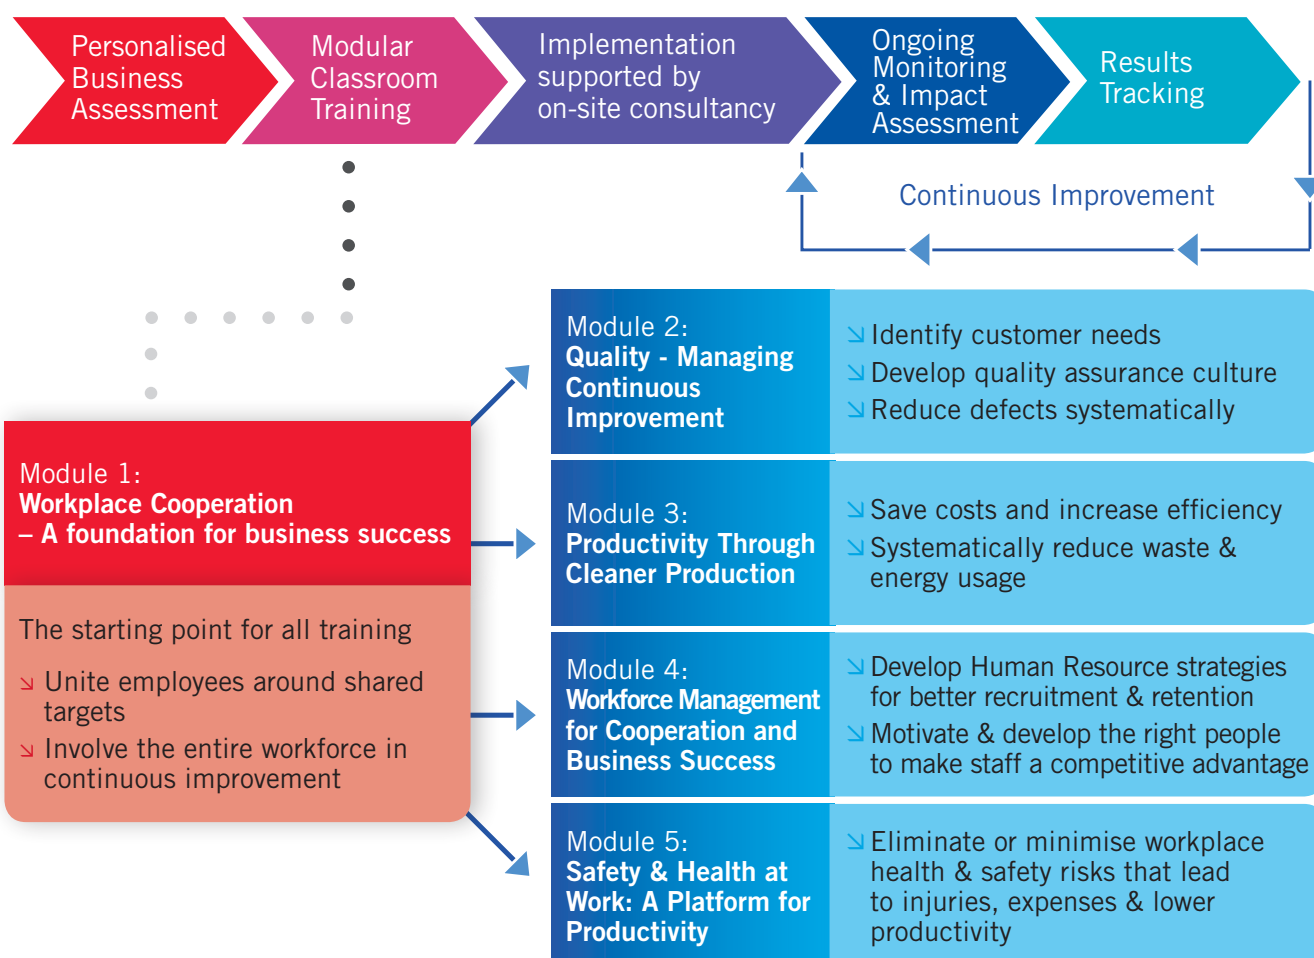 Personalised
Business
Assessment
Modular
Classroom
Training
Implementation
supported by
on-site consultancy
Ongoing
Monitoring
& Impact
Assessment
Results
Tracking
Continuous Improvement
Module 1:
Workplace Cooperation
– A foundation for business success
The starting point for all training
Unite employees around shared
targets
Involve the entire workforce in
continuous improvement
Module 2:
Quality - Managing
Continuous
Improvement
Identify customer needs
Develop quality assurance culture
Reduce defects systematically
Module 3:
Productivity Through
Cleaner Production
Save costs and increase efficiency
Systematically reduce waste &
energy usage
Module 4:
Workforce Management
for Cooperation and
Business Success
Develop Human Resource strategies
for better recruitment & retention
Motivate & develop the right people
to make staff a competitive advantage
Module 5:
Safety & Health at
Work: A Platform for
Productivity
Eliminate or minimise workplace
health & safety risks that lead
to injuries, expenses & lower
productivity